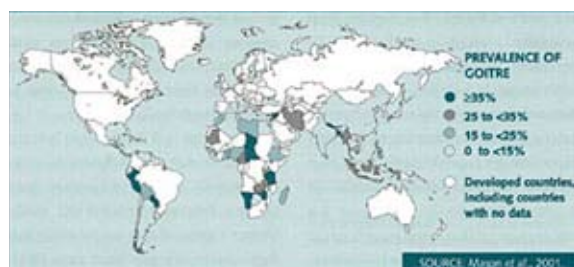 PREVALENCE OF
GOITRE
≥35%
25 to <35%
15 to <25%
0 to <15%
Developed countries,
including countries
with no data
SOURCE: Mason et al., 2001